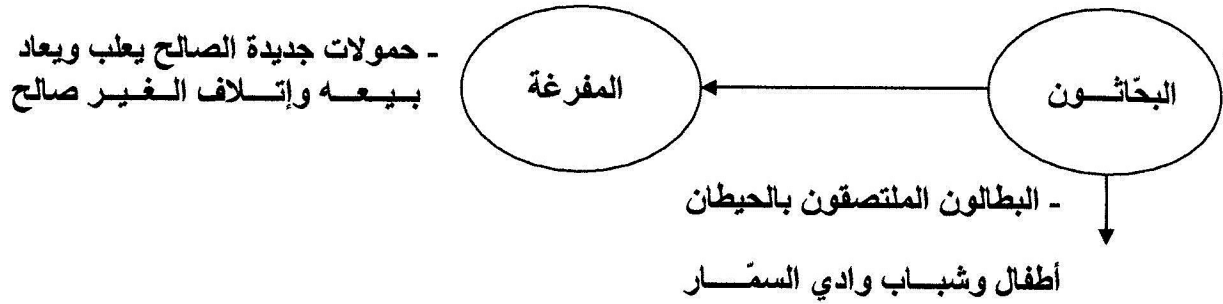 البحّاثون
المفرغة
- حمولات جديدة الصالح يعلب ويعاد
بيعه وإتلاف الغير صالح
- البطالون الملتصقون بالحيطان
أطفال وشباب وادي السمّار